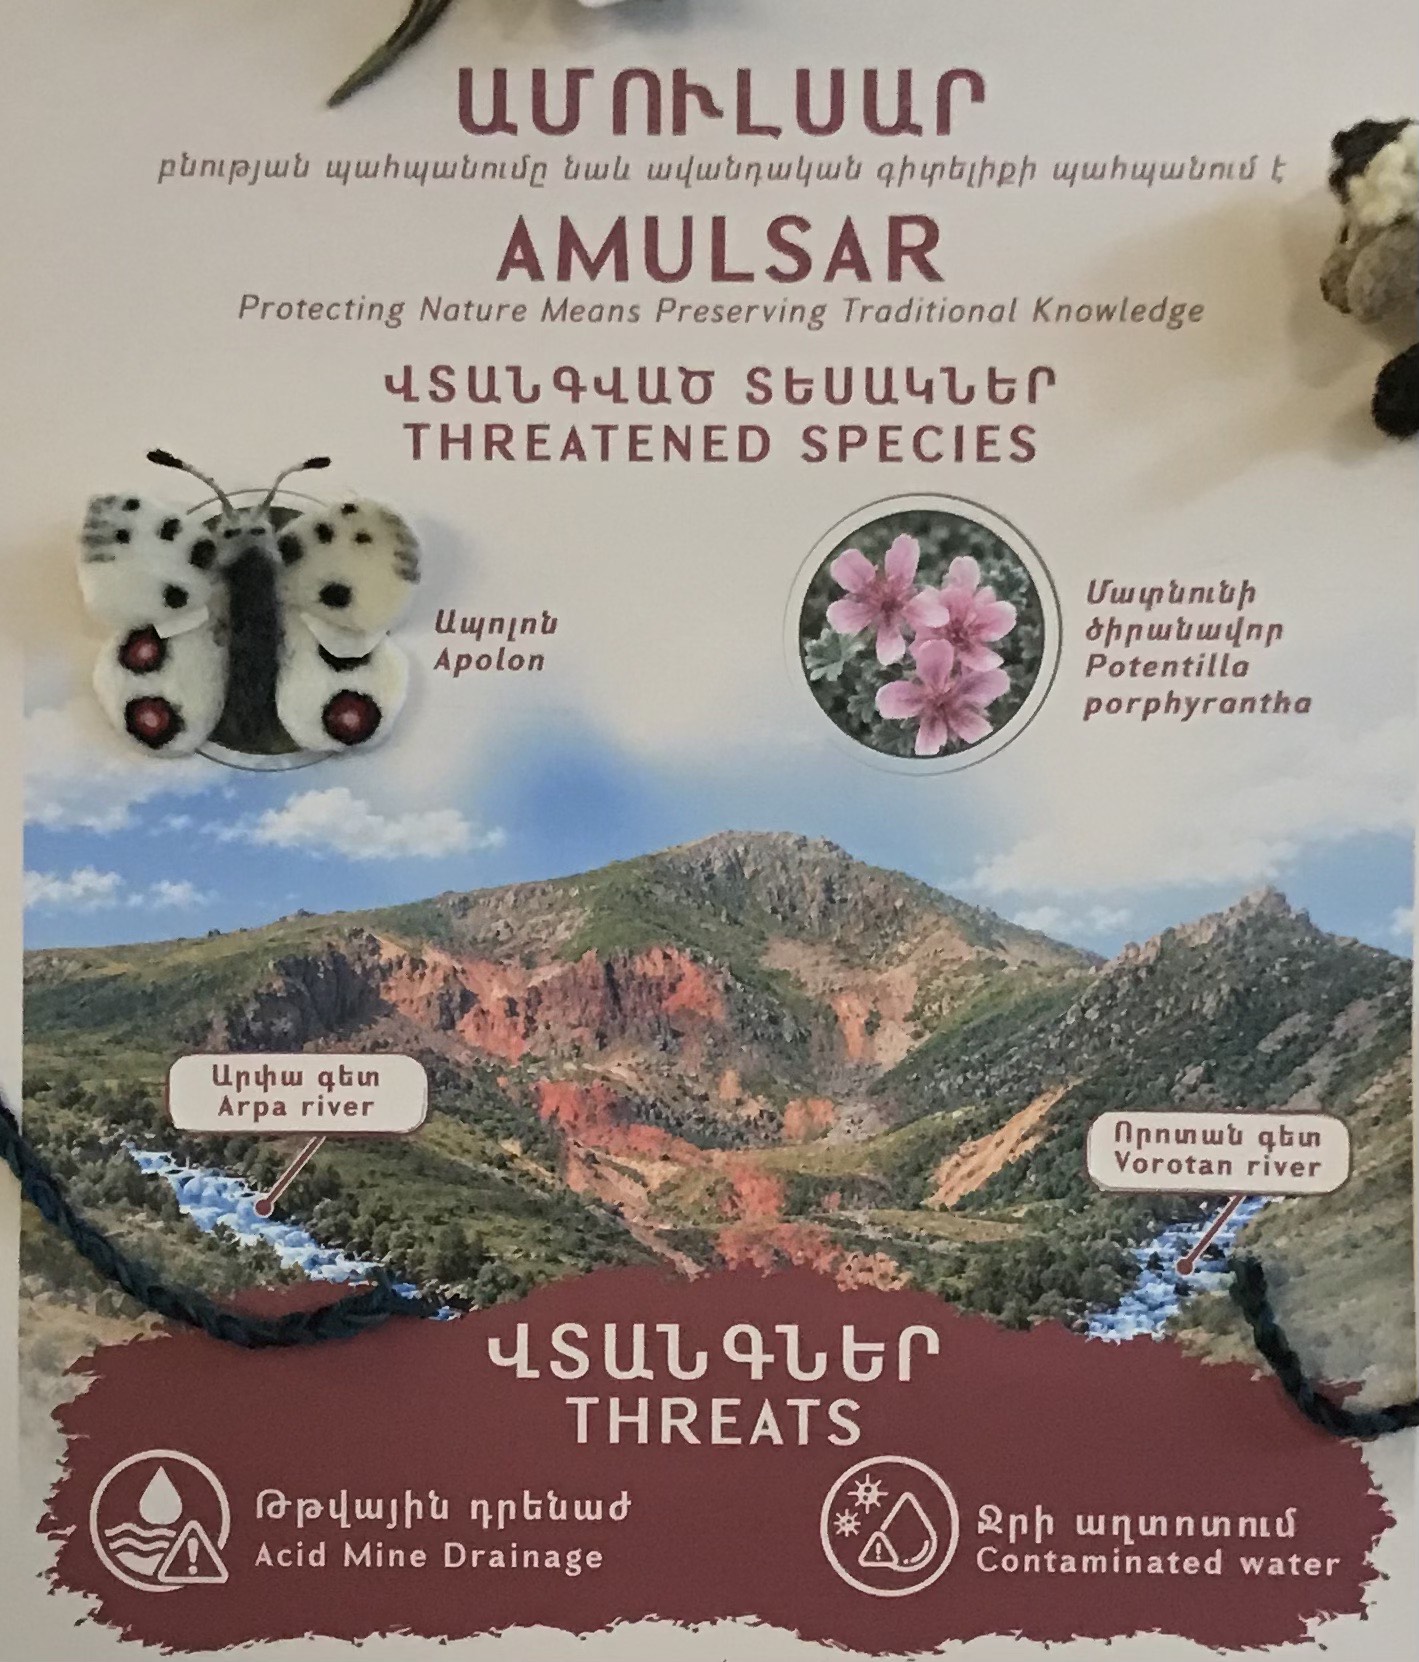 ԱՄՈՒԼՍԱՐ
բնության պահպանումը նաև ավանդական գիտելիքի պահպանում է
AMULSAR
Protecting Nature Means Preserving Traditional Knowledge
ՎՏԱՆԳՎԱԾ ՏԵՍԱԿՆԵՐ
THREATENED SPECIES
Ապոլոն
Apolon
Մատնունի
ծիրանավոր
Potentilla
porphyrantha
Արփա գետ
Arpa river
Որոտան գետ
Vorotan river
ՎՏԱՆԳՆԵՐ
THREATS
Թթվային դրենաժ
Acid Mine Drainage
Ջրի աղտոտում
Contaminated water